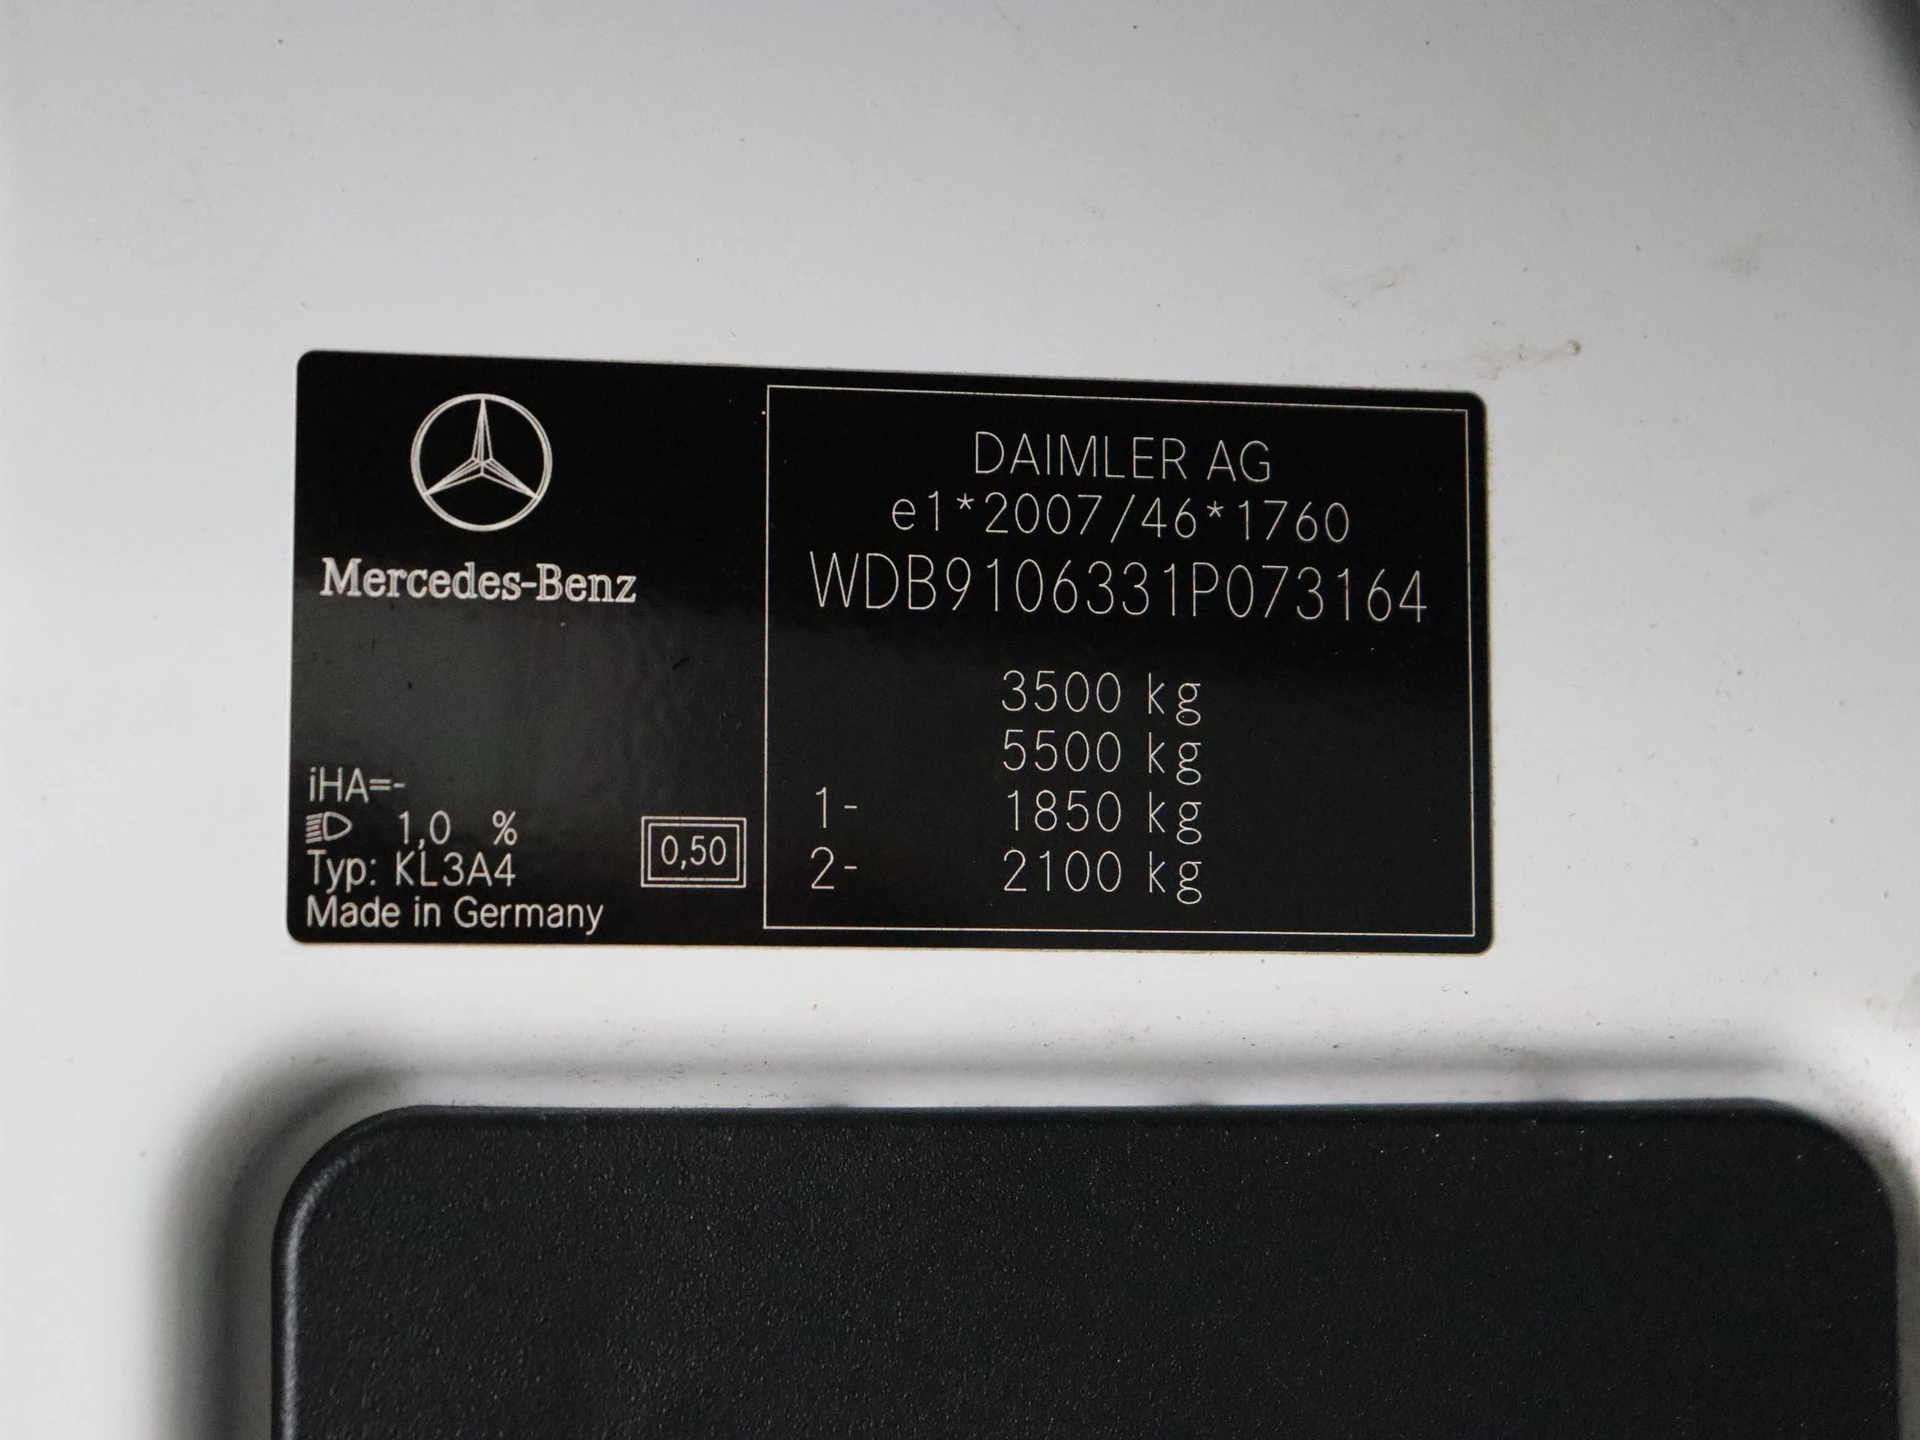 Mercedes-Benz
iHA=-
1,0 %
Typ: KL3A4
Made in Germany
0,50
DAIMLER AG
e1*2007/46*1760
WDB9106331P073164
3500 kg
5500 kg
1- 1850 kg
2- 2100 kg